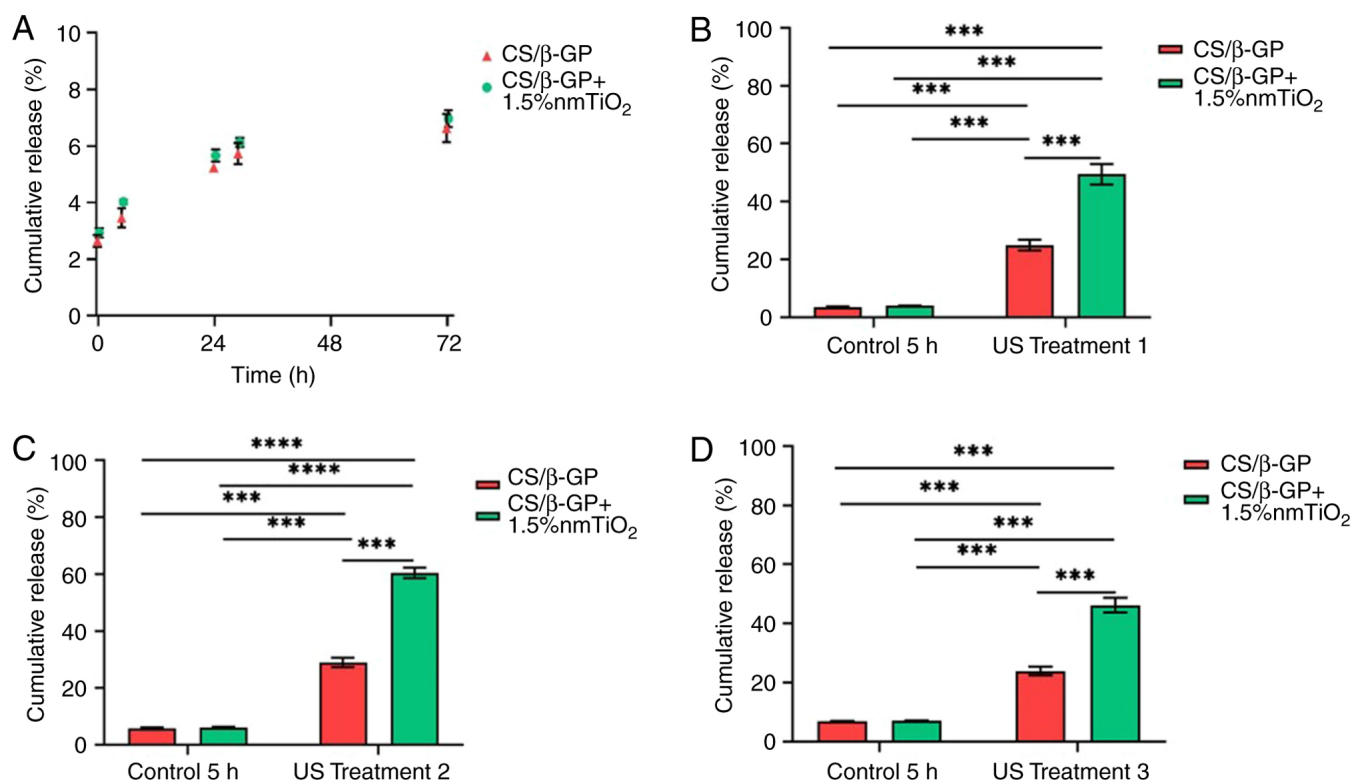 A
Cumulative release (%)
10
8
6
4
2
0
0 24 48 72
Time (h)
CS/β-GP
CS/β-GP+
1.5%nmTiO₂
B
Cumulative release (%)
100
80
60
40
20
0
***
***
***
***
***
Control 5 h US Treatment 1
CS/β-GP
CS/β-GP+
1.5%nmTiO₂
C
Cumulative release (%)
100
80
60
40
20
0
****
****
***
***
***
Control 5 h US Treatment 2
CS/β-GP
CS/β-GP+
1.5%nmTiO₂
D
Cumulative release (%)
100
80
60
40
20
0
***
***
***
***
***
Control 5 h US Treatment 3
CS/β-GP
CS/β-GP+
1.5%nmTiO₂